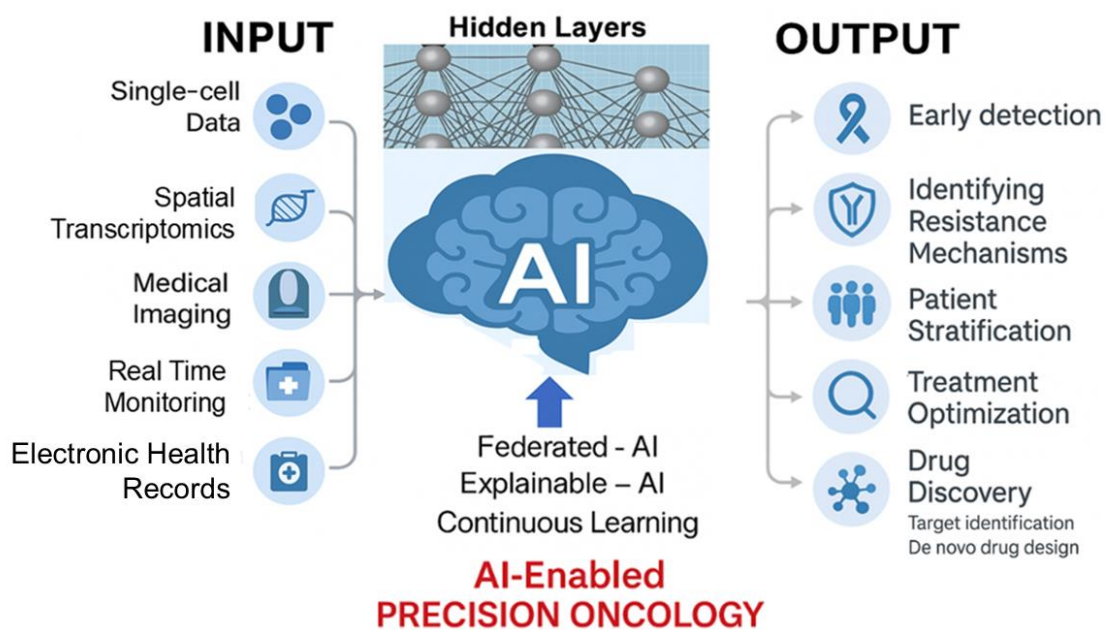 INPUT
Single-cell
Data
Spatial
Transcriptomics
Medical
Imaging
Real Time
Monitoring
Electronic Health
Records
Hidden Layers
AI
Federated - AI
Explainable – AI
Continuous Learning
AI-Enabled
PRECISION ONCOLOGY
OUTPUT
Early detection
Identifying
Resistance
Mechanisms
Patient
Stratification
Treatment
Optimization
Drug
Discovery
Target identification
De novo drug design